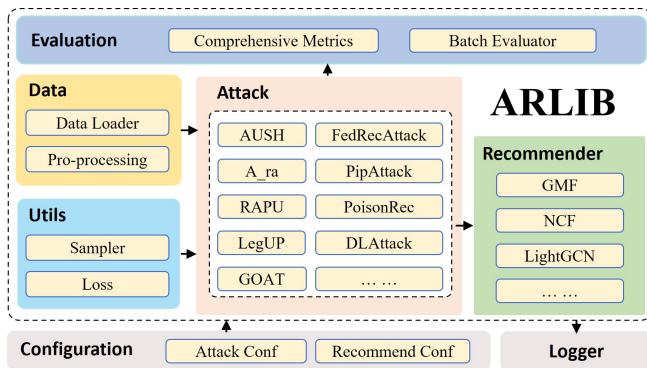 Evaluation
Comprehensive Metrics
Batch Evaluator
Data
Data Loader
Pro-processing
Utils
Sampler
Loss
Attack
AUSH
FedRecAttack
A_ra
PipAttack
RAPU
PoisonRec
LegUP
DLAttack
GOAT
... ...
ARLIB
Recommender
GMF
NCF
LightGCN
... ...
Configuration
Attack Conf
Recommend Conf
Logger